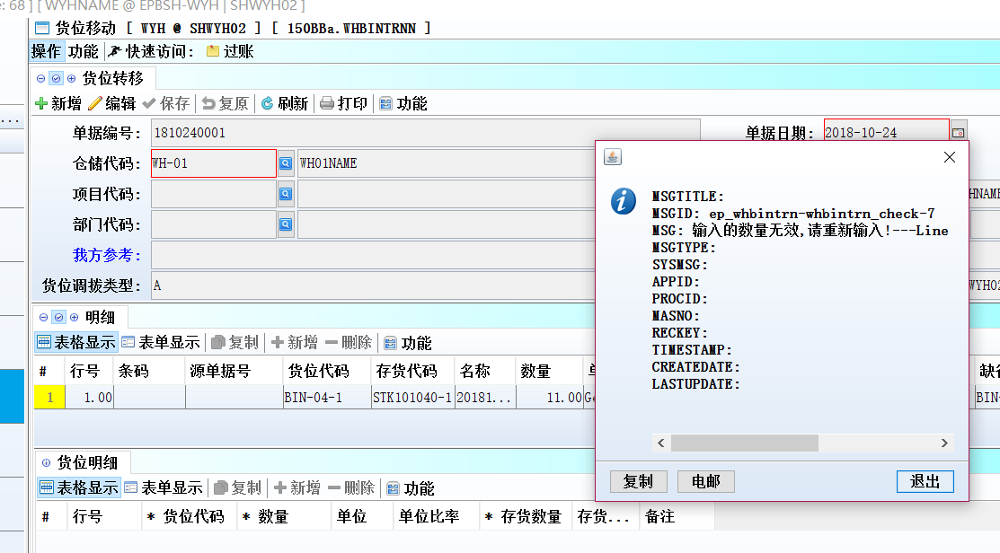 : 68 ] [ WYHNAME @ EPBSH-WYH | SHWYH02 ]
货位移动 [ WYH @ SHWYH02 ] [ 150BBa.WHBINTRNN ]
操作 功能 快速访问: 过账
货位转移
新增 编辑 保存 复原 刷新 打印 功能
单据编号: 1810240001 单据日期: 2018-10-24
仓储代码: WH-01 WH01NAME
项目代码: HNAME
部门代码:
我方参考:
货位调拨类型: A WYH02
明细
表格显示 表单显示 复制 新增 删除 功能
# 行号 条码 源单据号 货位代码 存货代码 名称 数量
1 1.00 BIN-04-1 STK101040-1 20181... 11.00 BIN-
货位明细
表格显示 表单显示 复制 新增 删除 功能
# 行号 * 货位代码 * 数量 单位 单位比率 * 存货数量 存货... 备注
MSGTITLE:
MSGID: ep_whbintrn-whbintrn_check-7
MSG: 输入的数量无效,请重新输入!---Line
MSGTYPE:
SYSMSG:
APPID:
PROCID:
MASNO:
RECKEY:
TIMESTAMP:
CREATEDATE:
LASTUPDATE:
复制 电邮 退出